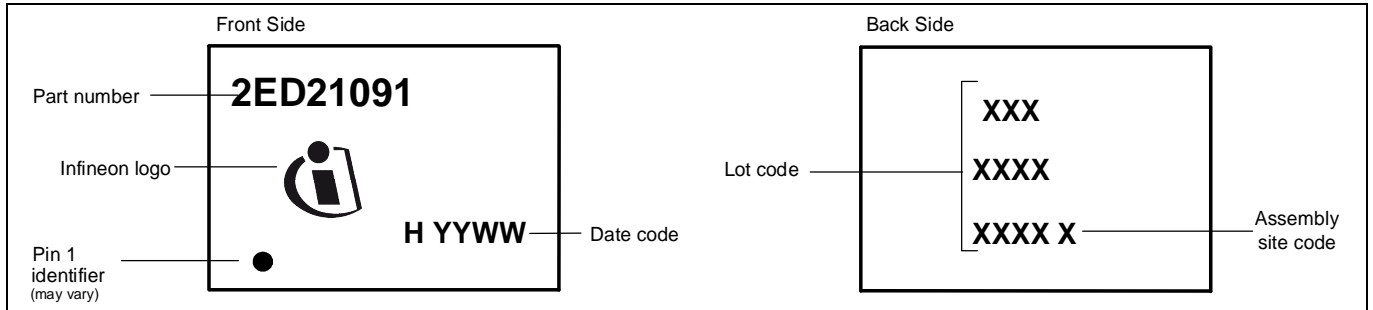 Front Side
Part number
2ED21091
Infineon logo
H YYWW
Date code
Pin 1
identifier
(may vary)
Back Side
Lot code
XXX
XXXX
XXXX X
Assembly
site code